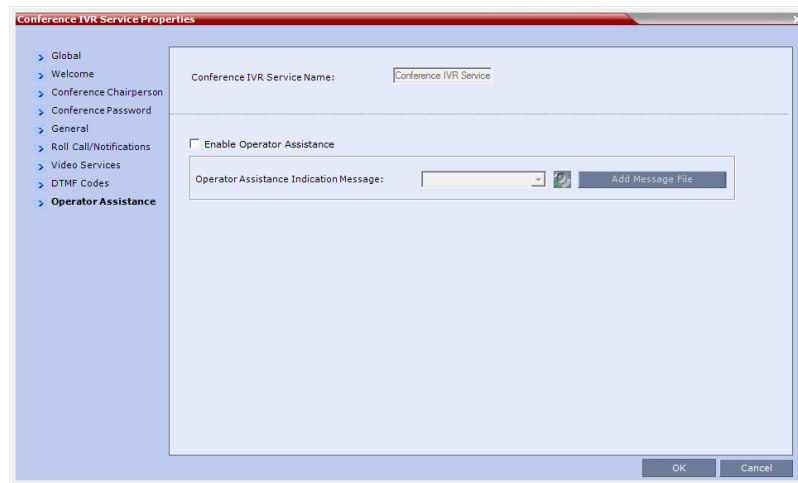 Conference IVR Service Properties
Global
Welcome
Conference Chairperson
Conference Password
General
Roll Call/Notifications
Video Services
DTMF Codes
Operator Assistance
Conference IVR Service Name:
Conference IVR Service
Enable Operator Assistance
Operator Assistance Indication Message:
Add Message File
OK
Cancel